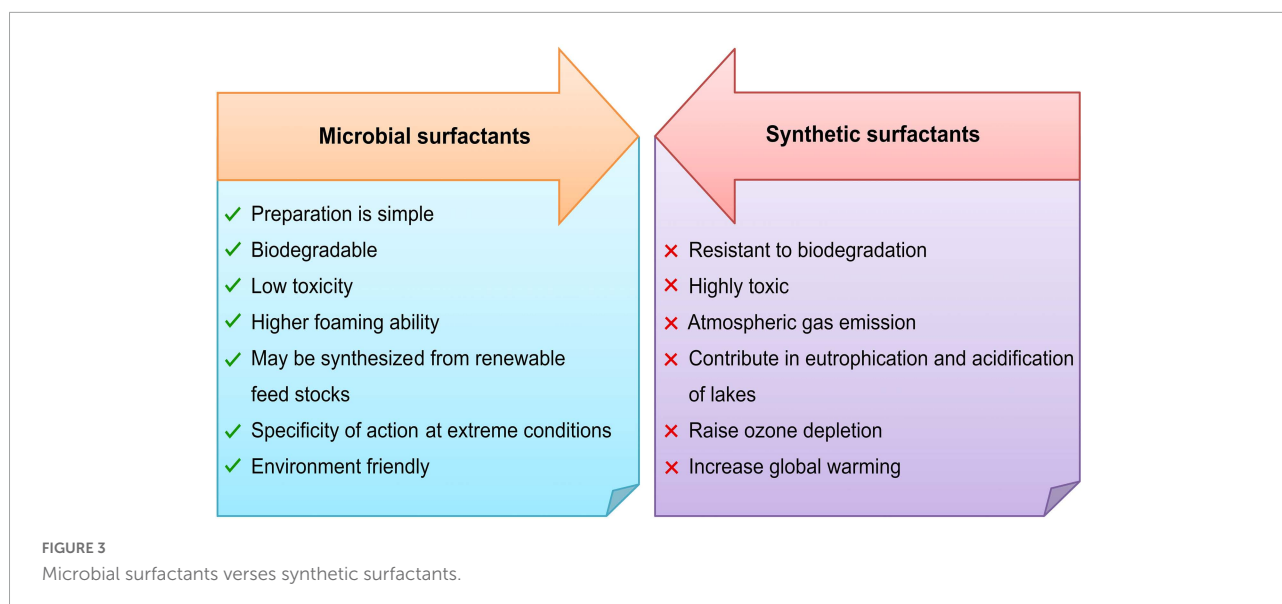 Microbial surfactants
Preparation is simple
Biodegradable
Low toxicity
Higher foaming ability
May be synthesized from renewable
feed stocks
Specificity of action at extreme conditions
Environment friendly
Synthetic surfactants
Resistant to biodegradation
Highly toxic
Atmospheric gas emission
Contribute in eutrophication and acidification
of lakes
Raise ozone depletion
Increase global warming
FIGURE 3
Microbial surfactants verses synthetic surfactants.